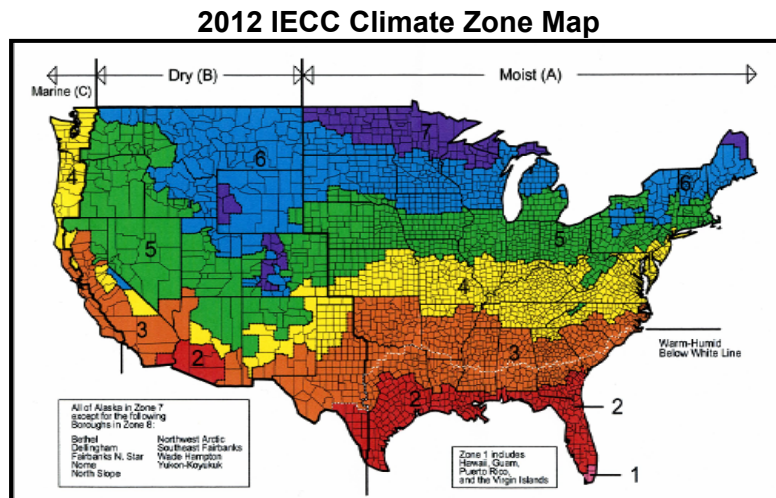 2012 IECC Climate Zone Map
Marine (C)
Dry (B)
Moist (A)
7
6
4
6
5
5
4
3
3
2
2
Warm-Humid
Below White Line
2
1
All of Alaska in Zone 7
except for the following
Boroughs in Zone 8:
Bethel
Dellingham
Fairbanks N. Star
Nome
North Slope
Northwest Arctic
Southeast Fairbanks
Wade Hampton
Yukon-Koyukuk
Zone 1 includes
Hawaii, Guam,
Puerto Rico,
and the Virgin Islands